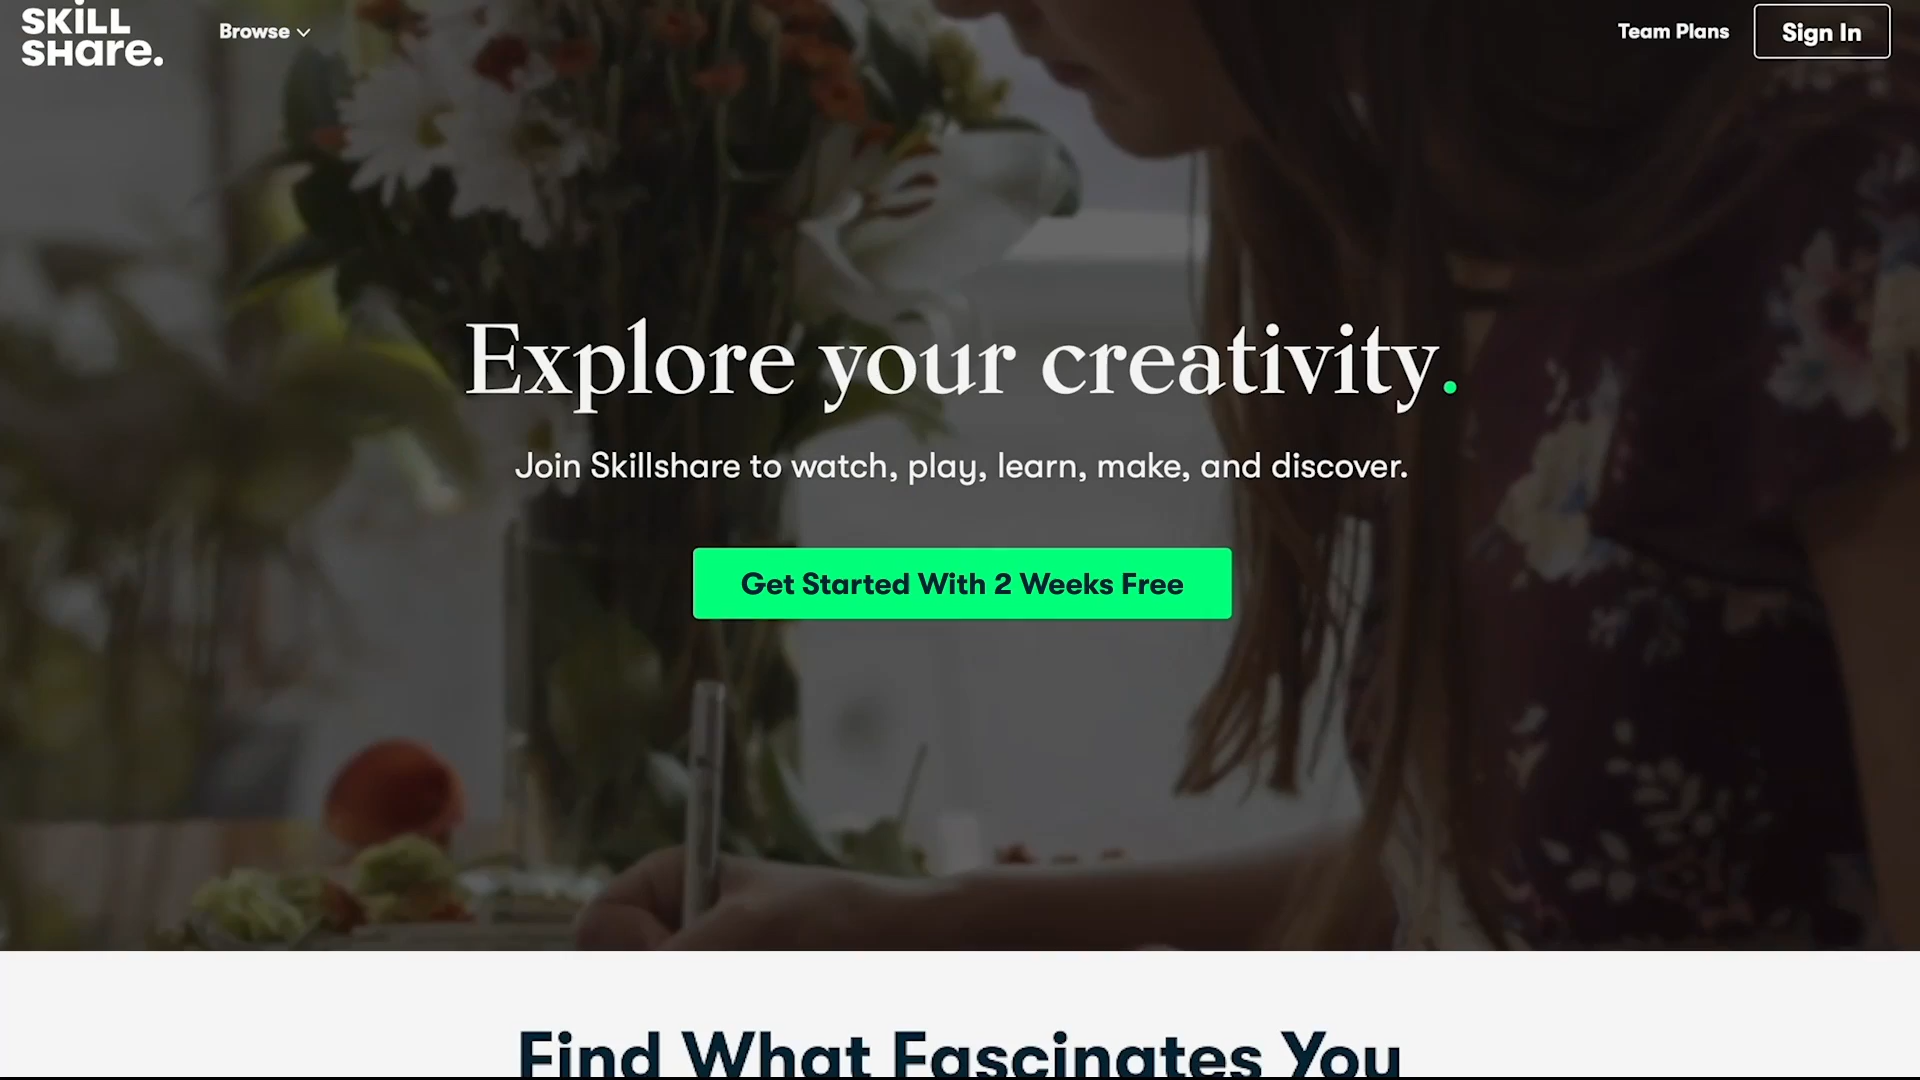 SKiLL
SHare.
Browse
Team Plans
Sign In
Explore your creativity.
Join Skillshare to watch, play, learn, make, and discover.
Get Started With 2 Weeks Free
Find What Fascinates You